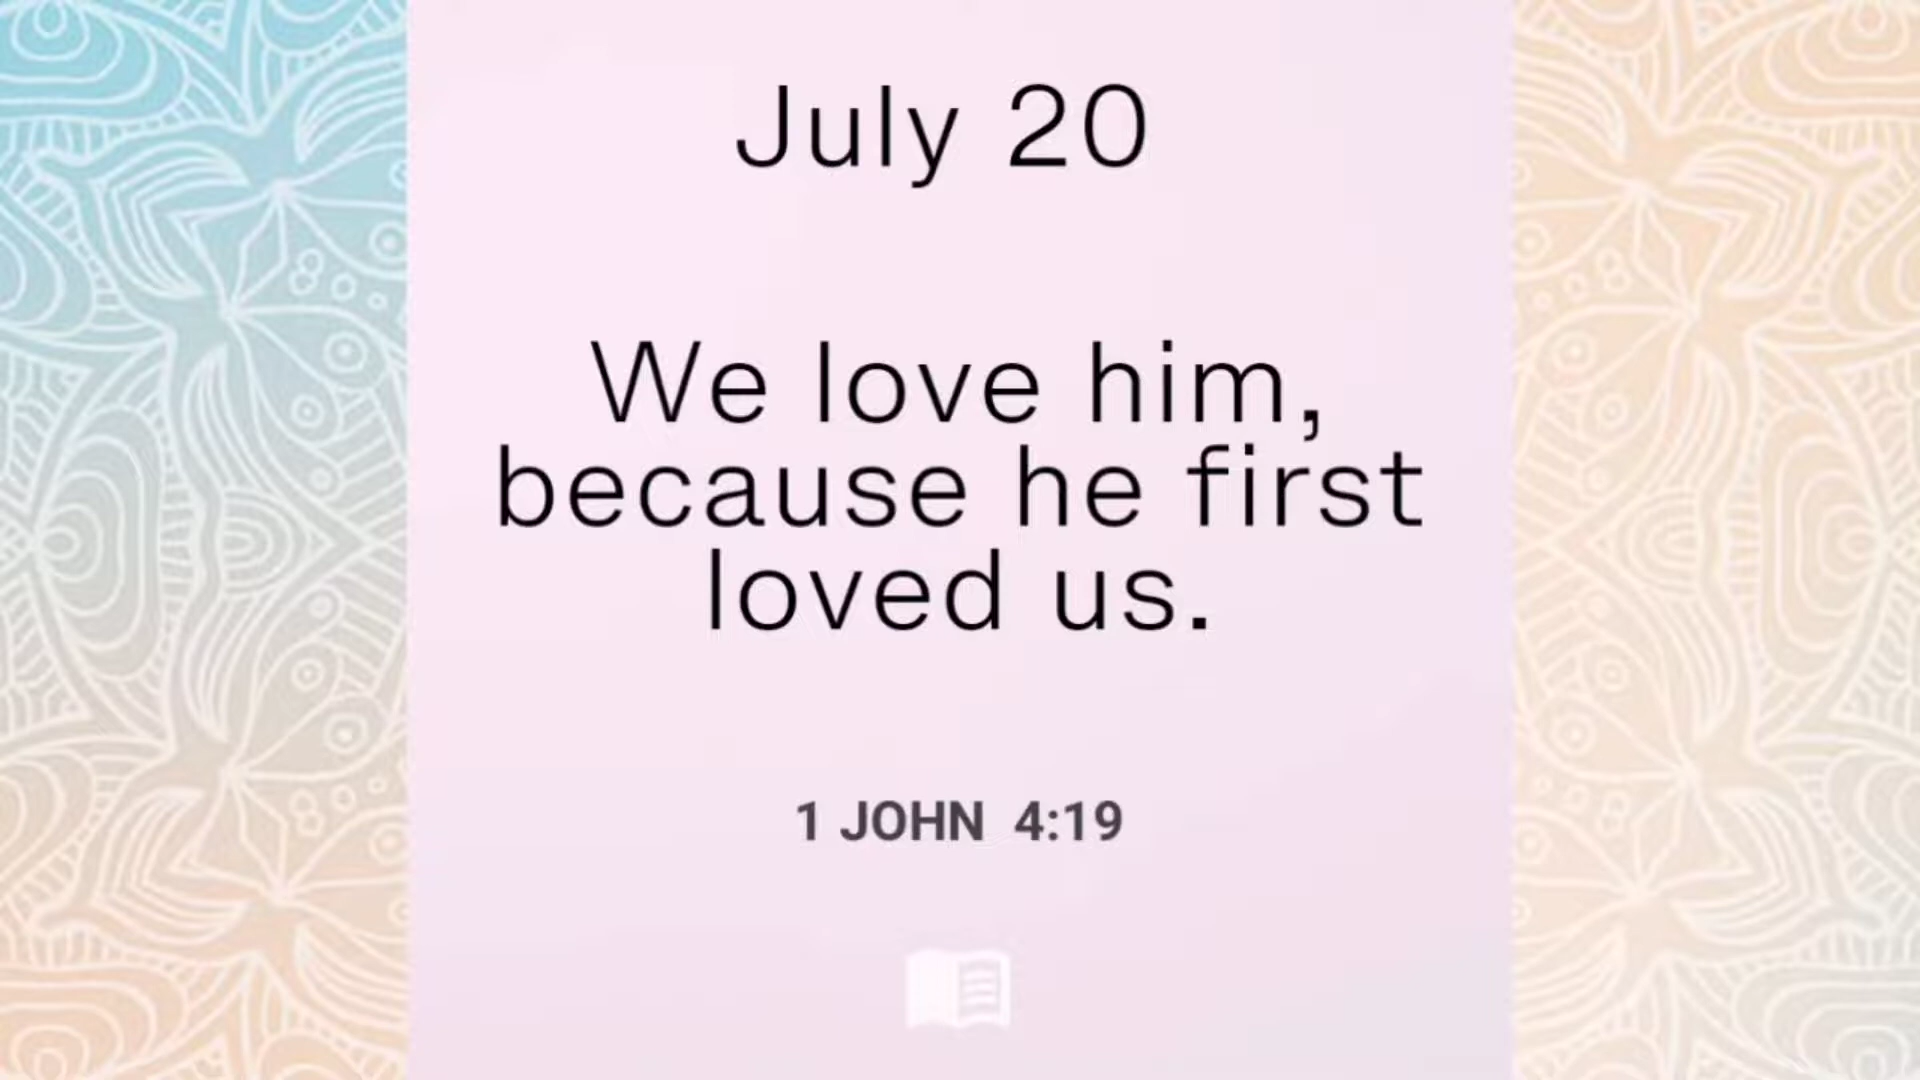 July 20
We love him,
because he first
loved us.
1 JOHN 4:19